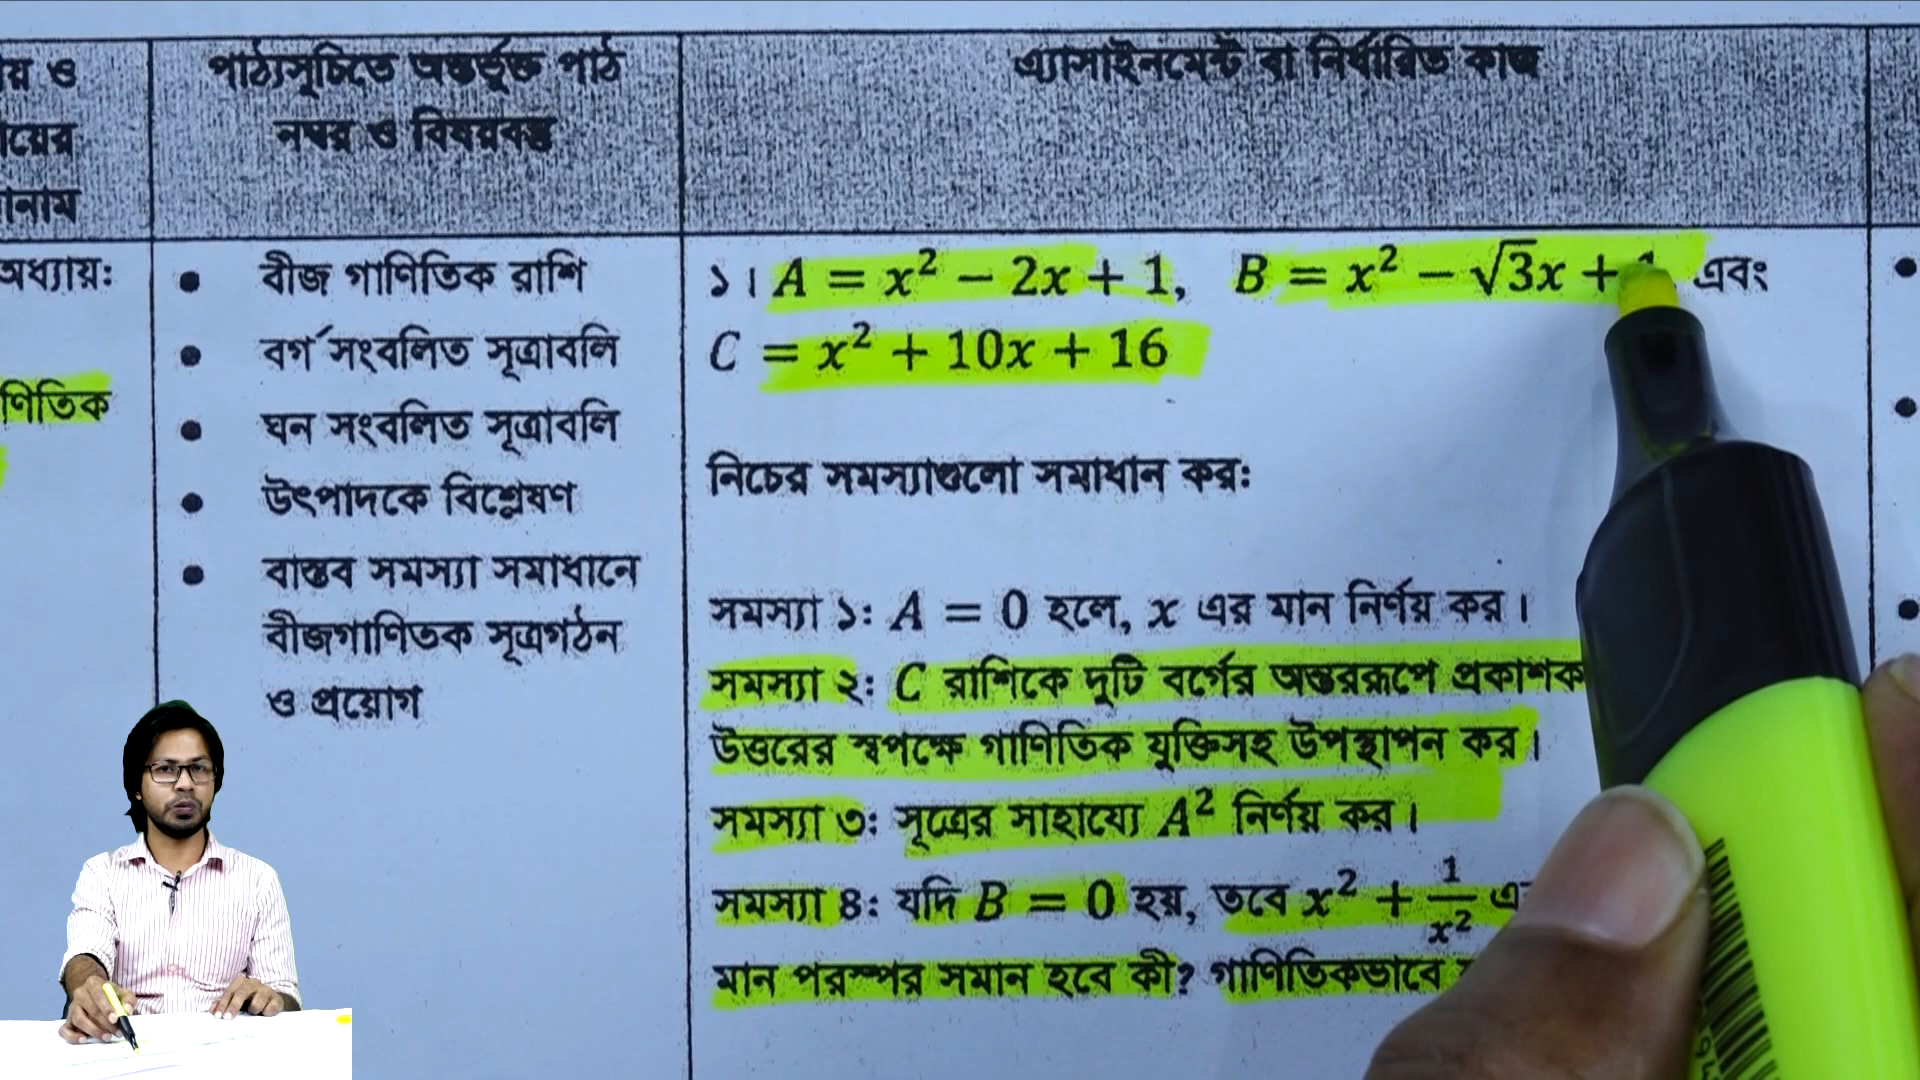 য় ও
য়ের
নাম
পাঠ্যসূচিতে অন্তর্ভুক্ত পাঠ
নম্বর ও বিষয়বস্তু
এ্যাসাইনমেন্ট বা নির্ধারিত কাজ
অধ্যায়:
ণিতিক
• বীজ গাণিতিক রাশি
• বর্গ সংবলিত সূত্রাবলি
• ঘন সংবলিত সূত্রাবলি
• উৎপাদকে বিশ্লেষণ
• বাস্তব সমস্যা সমাধানে
বীজগাণিতক সূত্রগঠন
ও প্রয়োগ
১। A = x² − 2x + 1, B = x² − √3x + এবং
C = x² + 10x + 16
নিচের সমস্যাগুলো সমাধান কর:
সমস্যা ১: A = 0 হলে, x এর মান নির্ণয় কর।
সমস্যা ২: C রাশিকে দুটি বর্গের অন্তররূপে প্রকাশক
উত্তরের স্বপক্ষে গাণিতিক যুক্তিসহ উপস্থাপন কর।
সমস্যা ৩: সূত্রের সাহায্যে A² নির্ণয় কর।
সমস্যা ৪: যদি B = 0 হয়, তবে x² + 1/x²
মান পরস্পর সমান হবে কী? গাণিতিকভাবে